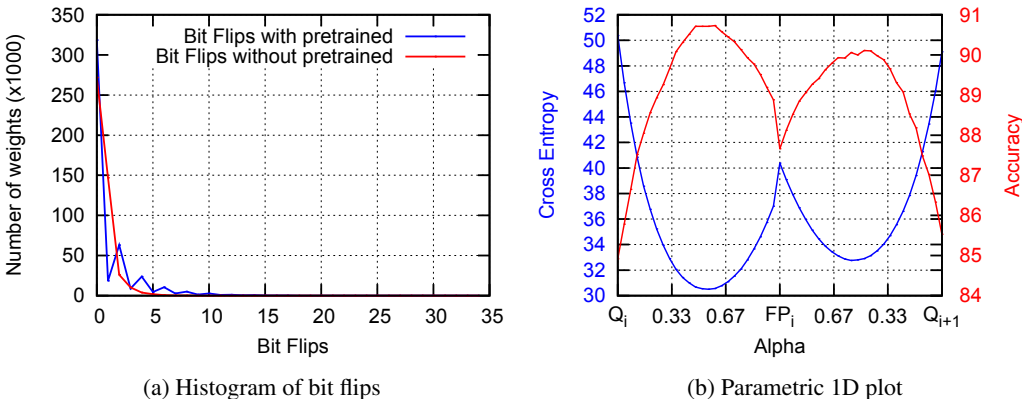 350
300
250
200
150
100
50
0
Number of weights (x1000)
Bit Flips with pretrained
Bit Flips without pretrained
0 5 10 15 20 25 30 35
Bit Flips
(a) Histogram of bit flips
52
50
48
46
44
42
40
38
36
34
32
30
Cross Entropy
91
90
89
88
87
86
85
84
Accuracy
Q_i 0.33 0.67 FP_i 0.67 0.33 Q_{i+1}
Alpha
(b) Parametric 1D plot